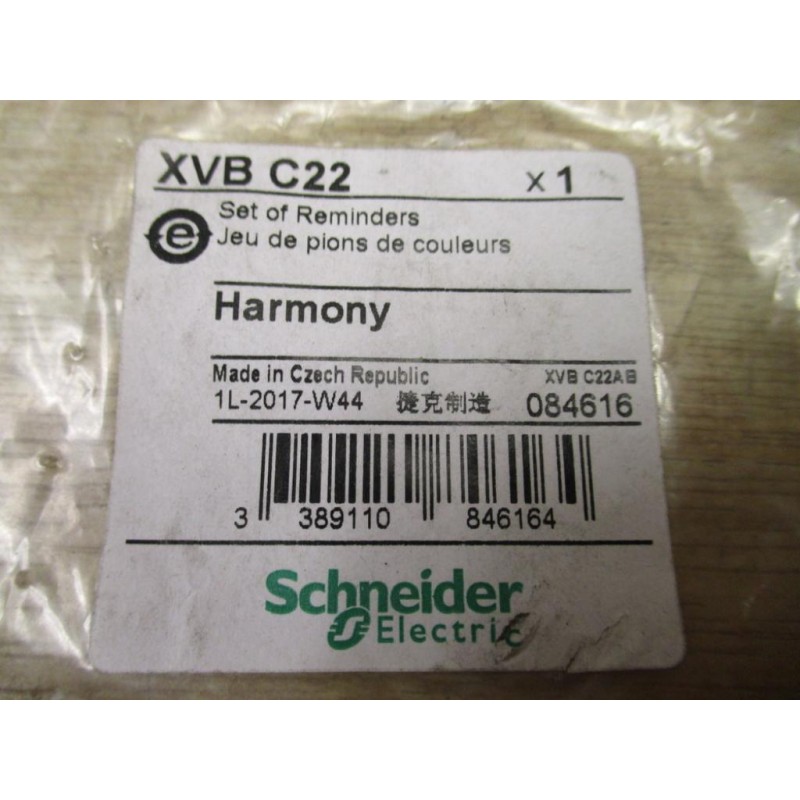 XVB C22 x 1
e
Set of Reminders
Jeu de pions de couleurs
Harmony
Made in Czech Republic XVB C22AB
1L-2017-W44 捷克制造 084616
3 389110 846164
Schneider
Electric